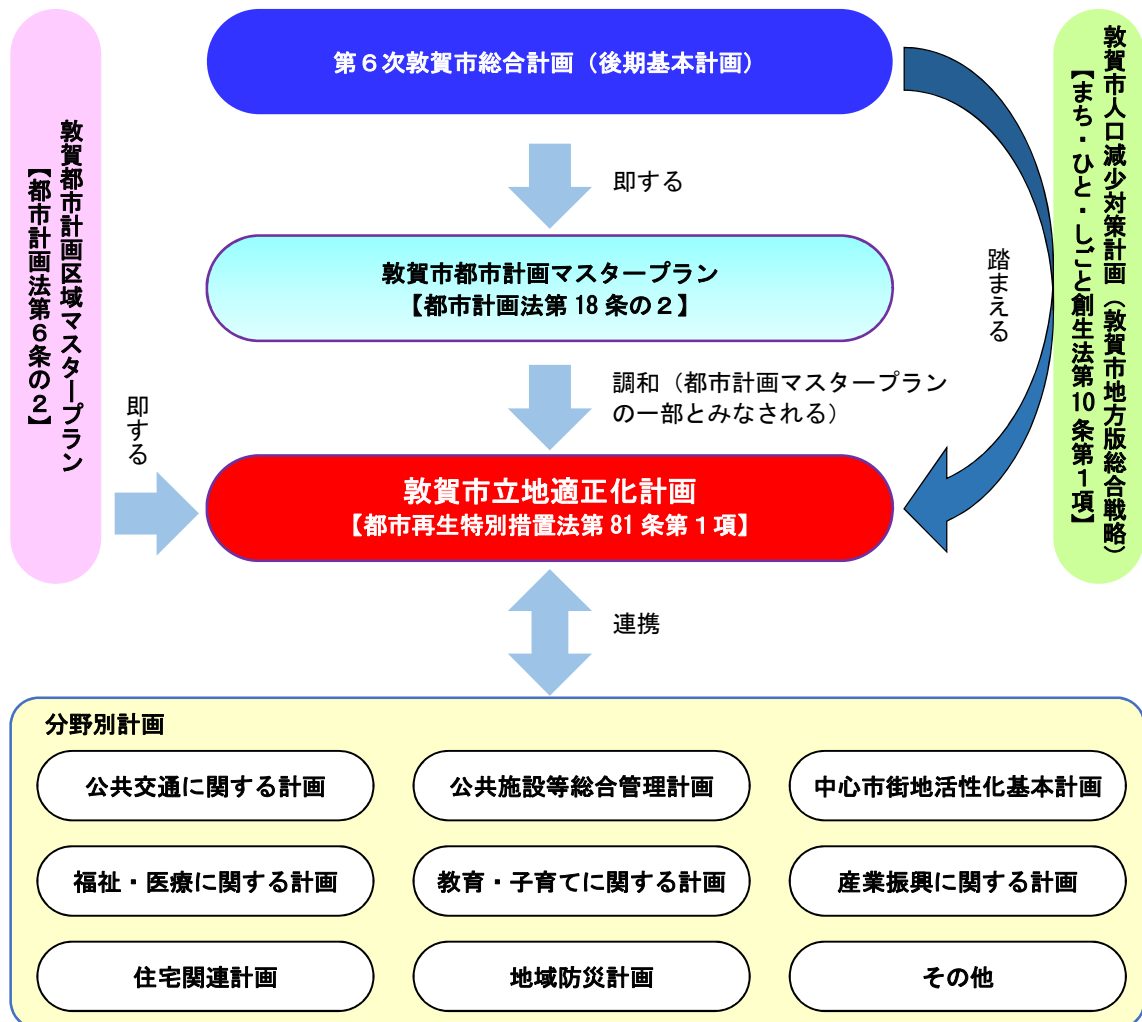 第６次敦賀市総合計画（後期基本計画）
敦賀都市計画区域マスタープラン
【都市計画法第６条の２】
敦賀市人口減少対策計画（敦賀市地方版総合戦略）
【まち・ひと・しごと創生法第10条第１項】
即する
敦賀市都市計画マスタープラン
【都市計画法第 18 条の２】
踏まえる
調和（都市計画マスタープラン
の一部とみなされる）
即する
敦賀市立地適正化計画
【都市再生特別措置法第 81 条第１項】
連携
分野別計画
公共交通に関する計画
公共施設等総合管理計画
中心市街地活性化基本計画
福祉・医療に関する計画
教育・子育てに関する計画
産業振興に関する計画
住宅関連計画
地域防災計画
その他